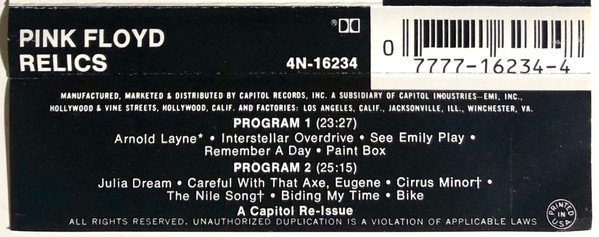 PINK FLOYD
RELICS
® DD
4N-16234
0 7777-16234-4
MANUFACTURED, MARKETED & DISTRIBUTED BY CAPITOL RECORDS, INC. A SUBSIDIARY OF CAPITOL INDUSTRIES–EMI, INC.,
HOLLYWOOD & VINE STREETS, HOLLYWOOD, CALIF. AND FACTORIES: LOS ANGELES, CALIF., JACKSONVILLE, ILL., WINCHESTER, VA.
PROGRAM 1 (23:27)
Arnold Layne* • Interstellar Overdrive • See Emily Play •
Remember A Day • Paint Box
PROGRAM 2 (25:15)
Julia Dream • Careful With That Axe, Eugene • Cirrus Minor† •
The Nile Song† • Biding My Time • Bike
A Capitol Re-Issue
ALL RIGHTS RESERVED. UNAUTHORIZED DUPLICATION IS A VIOLATION OF APPLICABLE LAWS
PRINTED IN U.S.A.